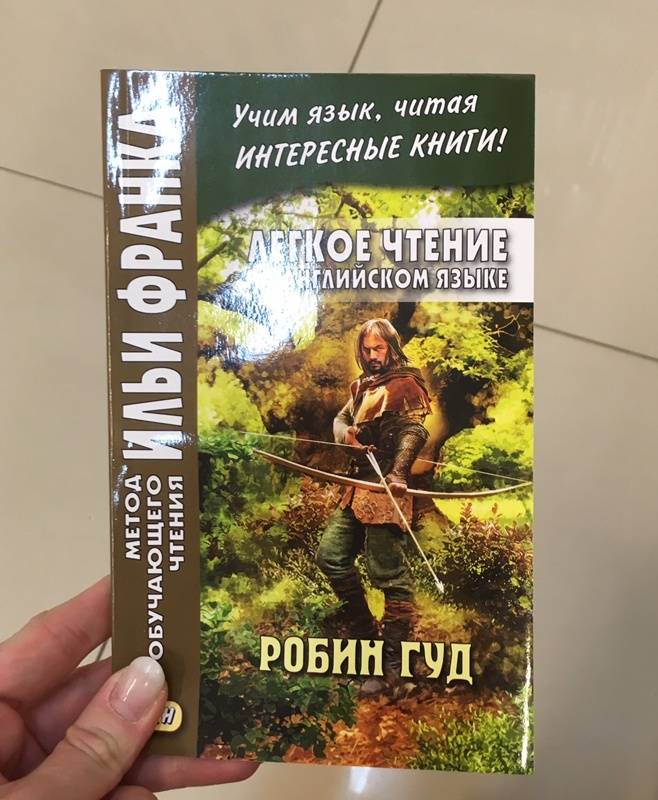 Учим язык, читая
ИНТЕРЕСНЫЕ КНИГИ!
ЛЕГКОЕ ЧТЕНИЕ
АНГЛИЙСКОМ ЯЗЫКЕ
РОБИН ГУД
МЕТОД
ОБУЧАЮЩЕГО
ЧТЕНИЯ
ИЛЬИ ФРАНКА